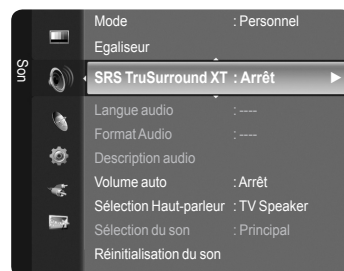 Son
Mode : Personnel
Egaliseur
SRS TruSurround XT : Arrêt
Langue audio : ----
Format Audio : ----
Description audio
Volume auto : Arrêt
Sélection Haut-parleur : TV Speaker
Sélection du son : Principal
Réinitialisation du son